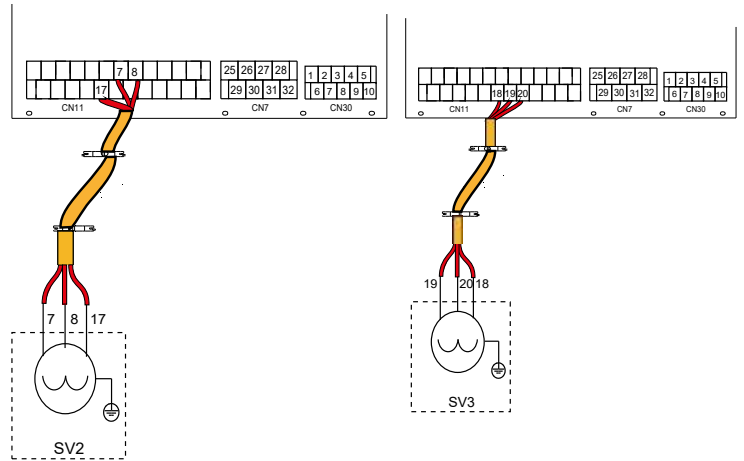 7 8
25 26 27 28
1 2 3 4 5
17
29 30 31 32
6 7 8 9 10
CN11
CN7
CN30
7 8 17
SV2
25 26 27 28
1 2 3 4 5
18 19 20
29 30 31 32
6 7 8 9 10
CN11
CN7
CN30
19 20 18
SV3